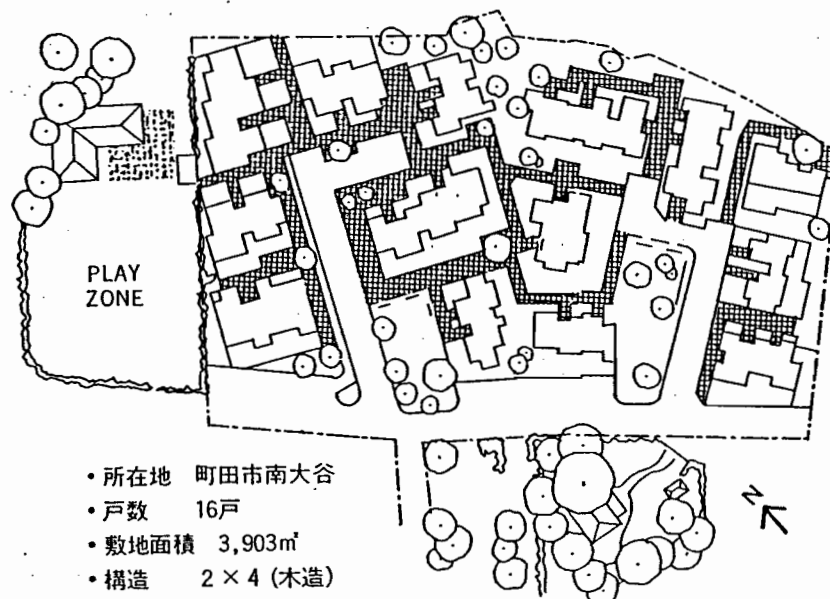 PLAY
ZONE
・所在地 町田市南大谷
・戸数 16戸
・敷地面積 3,903㎡
・構造 2×4 (木造)
N